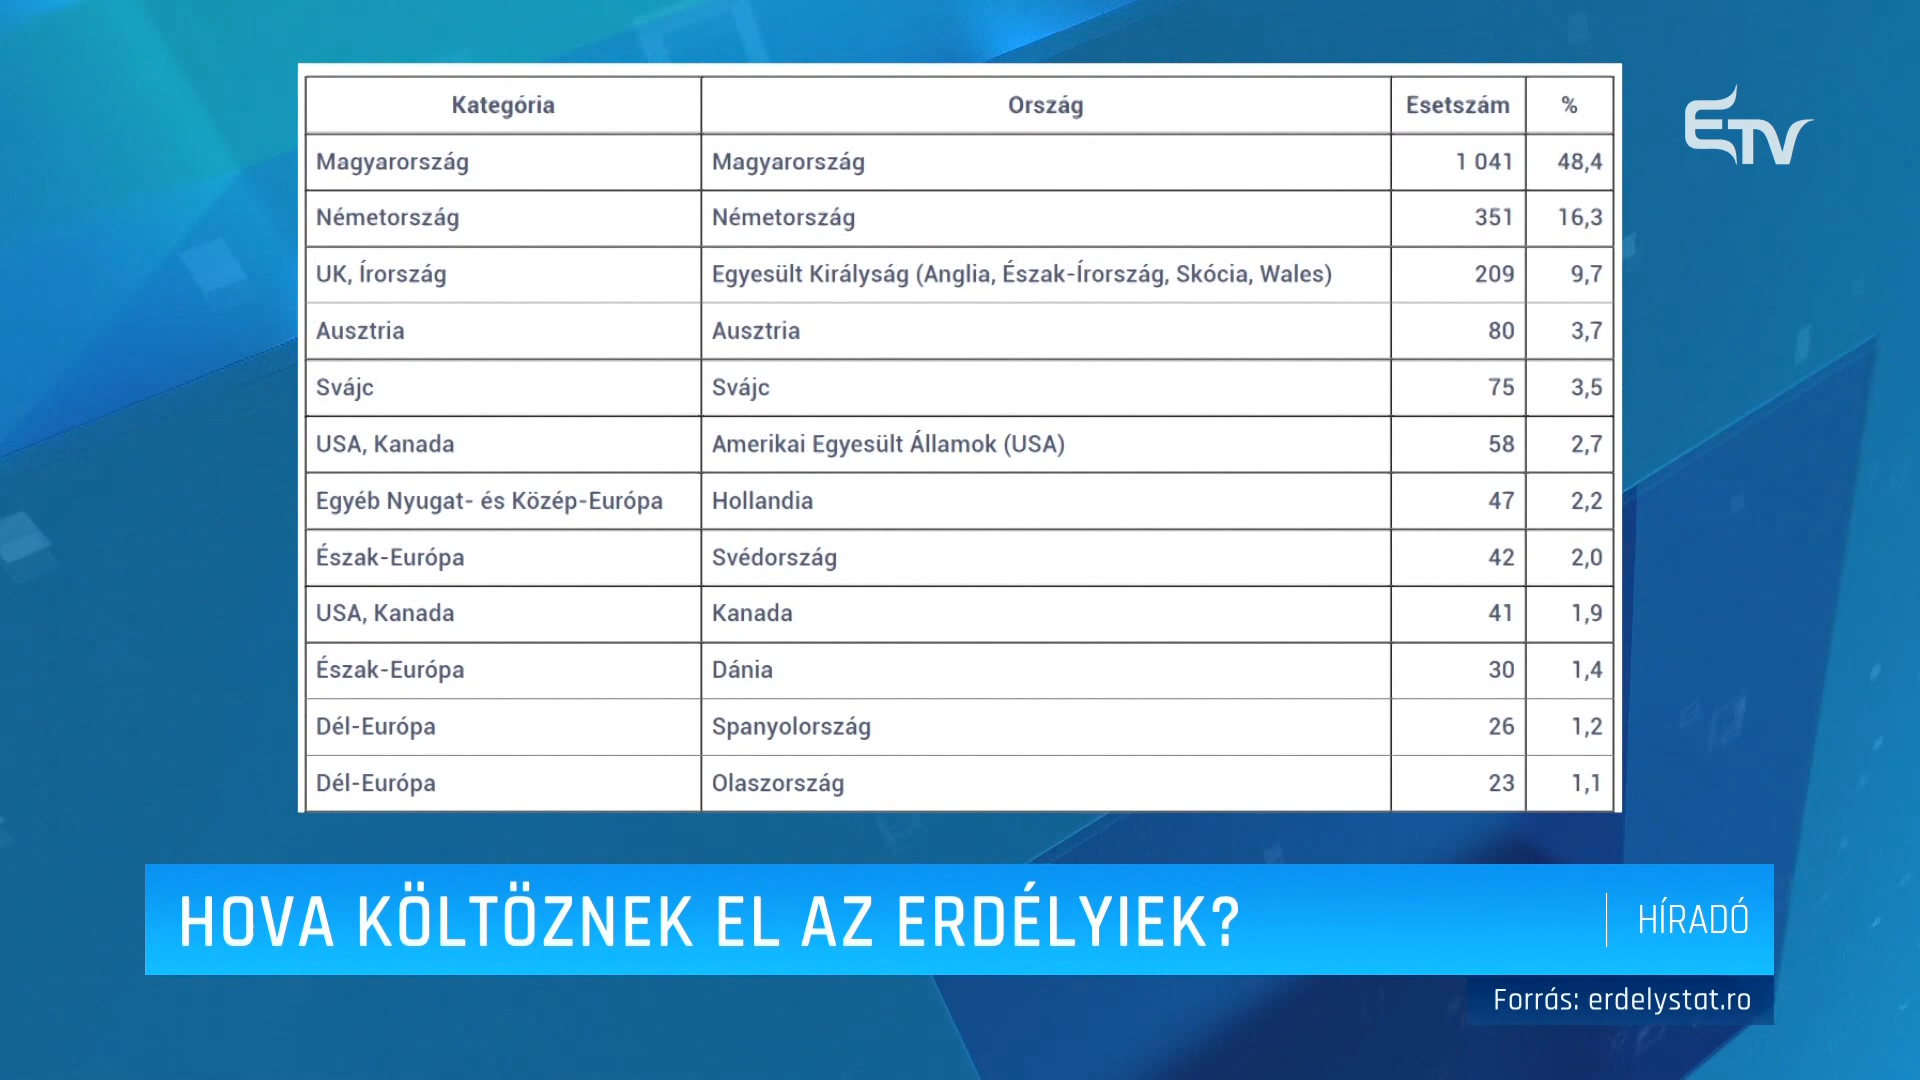 Kategória Ország Esetszám %
Magyarország Magyarország 1 041 48,4
Németország Németország 351 16,3
UK, Írország Egyesült Királyság (Anglia, Észak-Írország, Skócia, Wales) 209 9,7
Ausztria Ausztria 80 3,7
Svájc Svájc 75 3,5
USA, Kanada Amerikai Egyesült Államok (USA) 58 2,7
Egyéb Nyugat- és Közép-Európa Hollandia 47 2,2
Észak-Európa Svédország 42 2,0
USA, Kanada Kanada 41 1,9
Észak-Európa Dánia 30 1,4
Dél-Európa Spanyolország 26 1,2
Dél-Európa Olaszország 23 1,1
ETV
HOVA KÖLTÖZNEK EL AZ ERDÉLYIEK?
HÍRADÓ
Forrás: erdelystat.ro